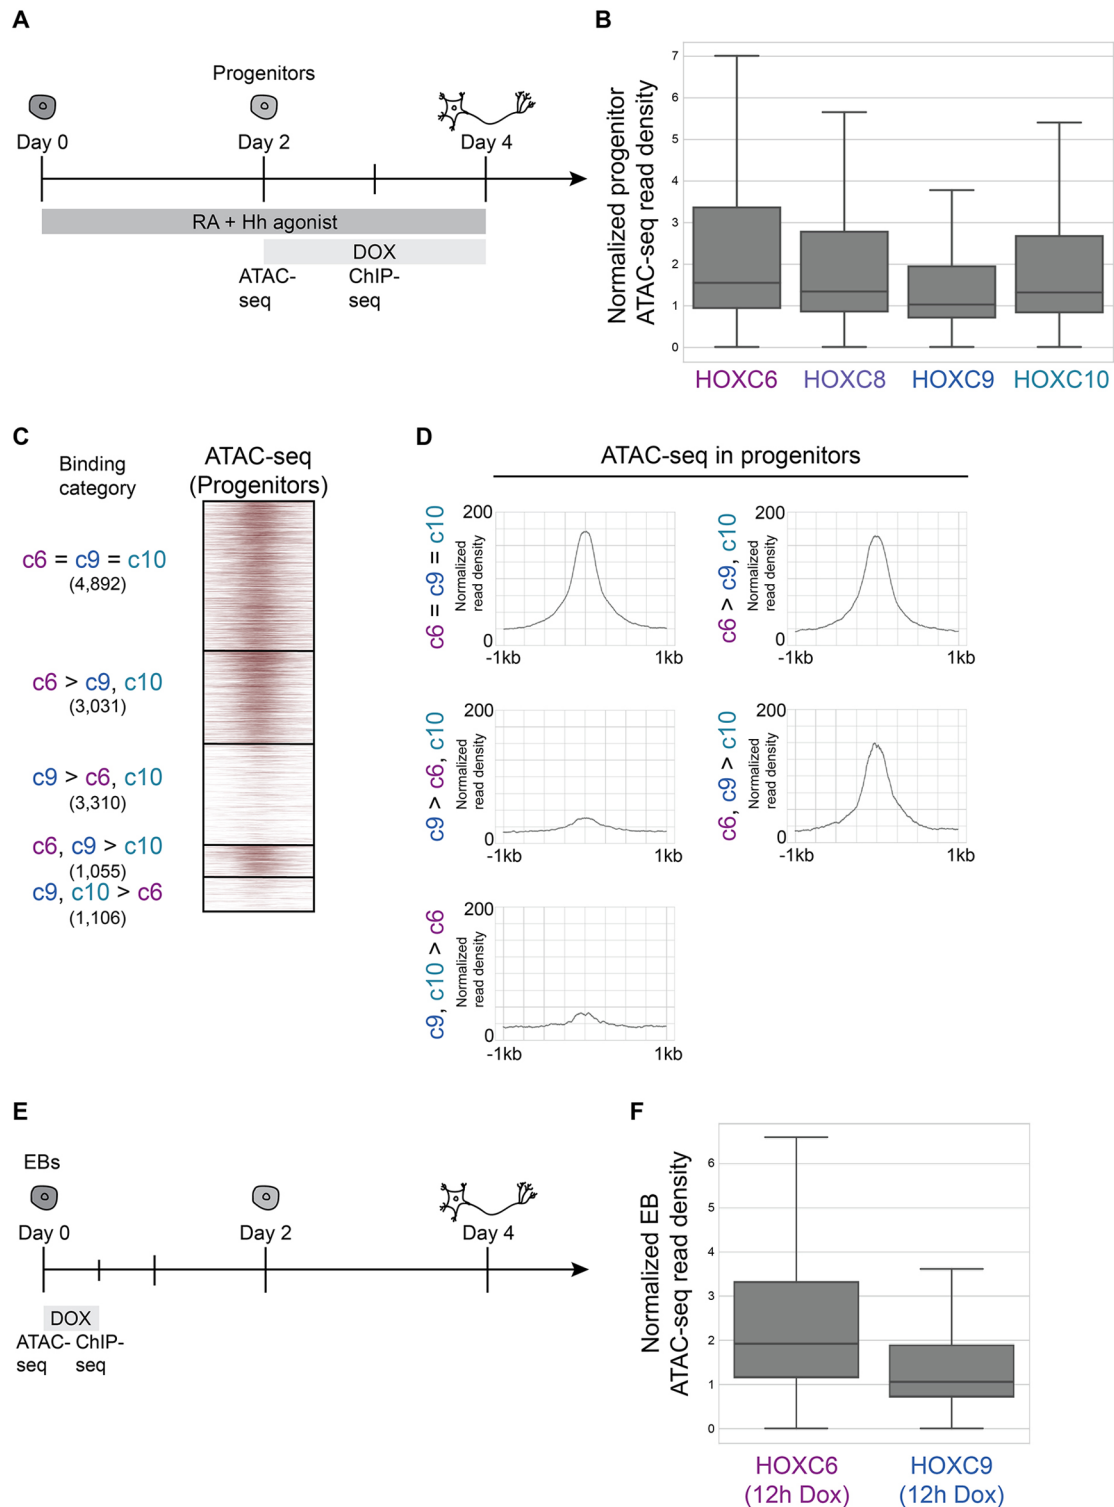 A
Progenitors
Day 0
Day 2
Day 4
RA + Hh agonist
DOX
ATAC-
seq
ChIP-
seq
B
Normalized progenitor
ATAC-seq read density
7
6
5
4
3
2
1
0
HOXC6
HOXC8
HOXC9
HOXC10
C
Binding
category
ATAC-seq
(Progenitors)
c6 = c9 = c10
(4,892)
c6 > c9, c10
(3,031)
c9 > c6, c10
(3,310)
c6, c9 > c10
(1,055)
c9, c10 > c6
(1,106)
D
ATAC-seq in progenitors
c6 = c9 = c10
Normalized
read density
200
0
-1kb
1kb
c6 > c9, c10
Normalized
read density
200
0
-1kb
1kb
c9 > c6, c10
Normalized
read density
200
0
-1kb
1kb
c6, c9 > c10
Normalized
read density
200
0
-1kb
1kb
c9, c10 > c6
Normalized
read density
200
0
-1kb
1kb
E
EBs
Day 0
Day 2
Day 4
DOX
ATAC-
seq
ChIP-
seq
F
Normalized EB
ATAC-seq read density
6
5
4
3
2
1
0
HOXC6
(12h Dox)
HOXC9
(12h Dox)